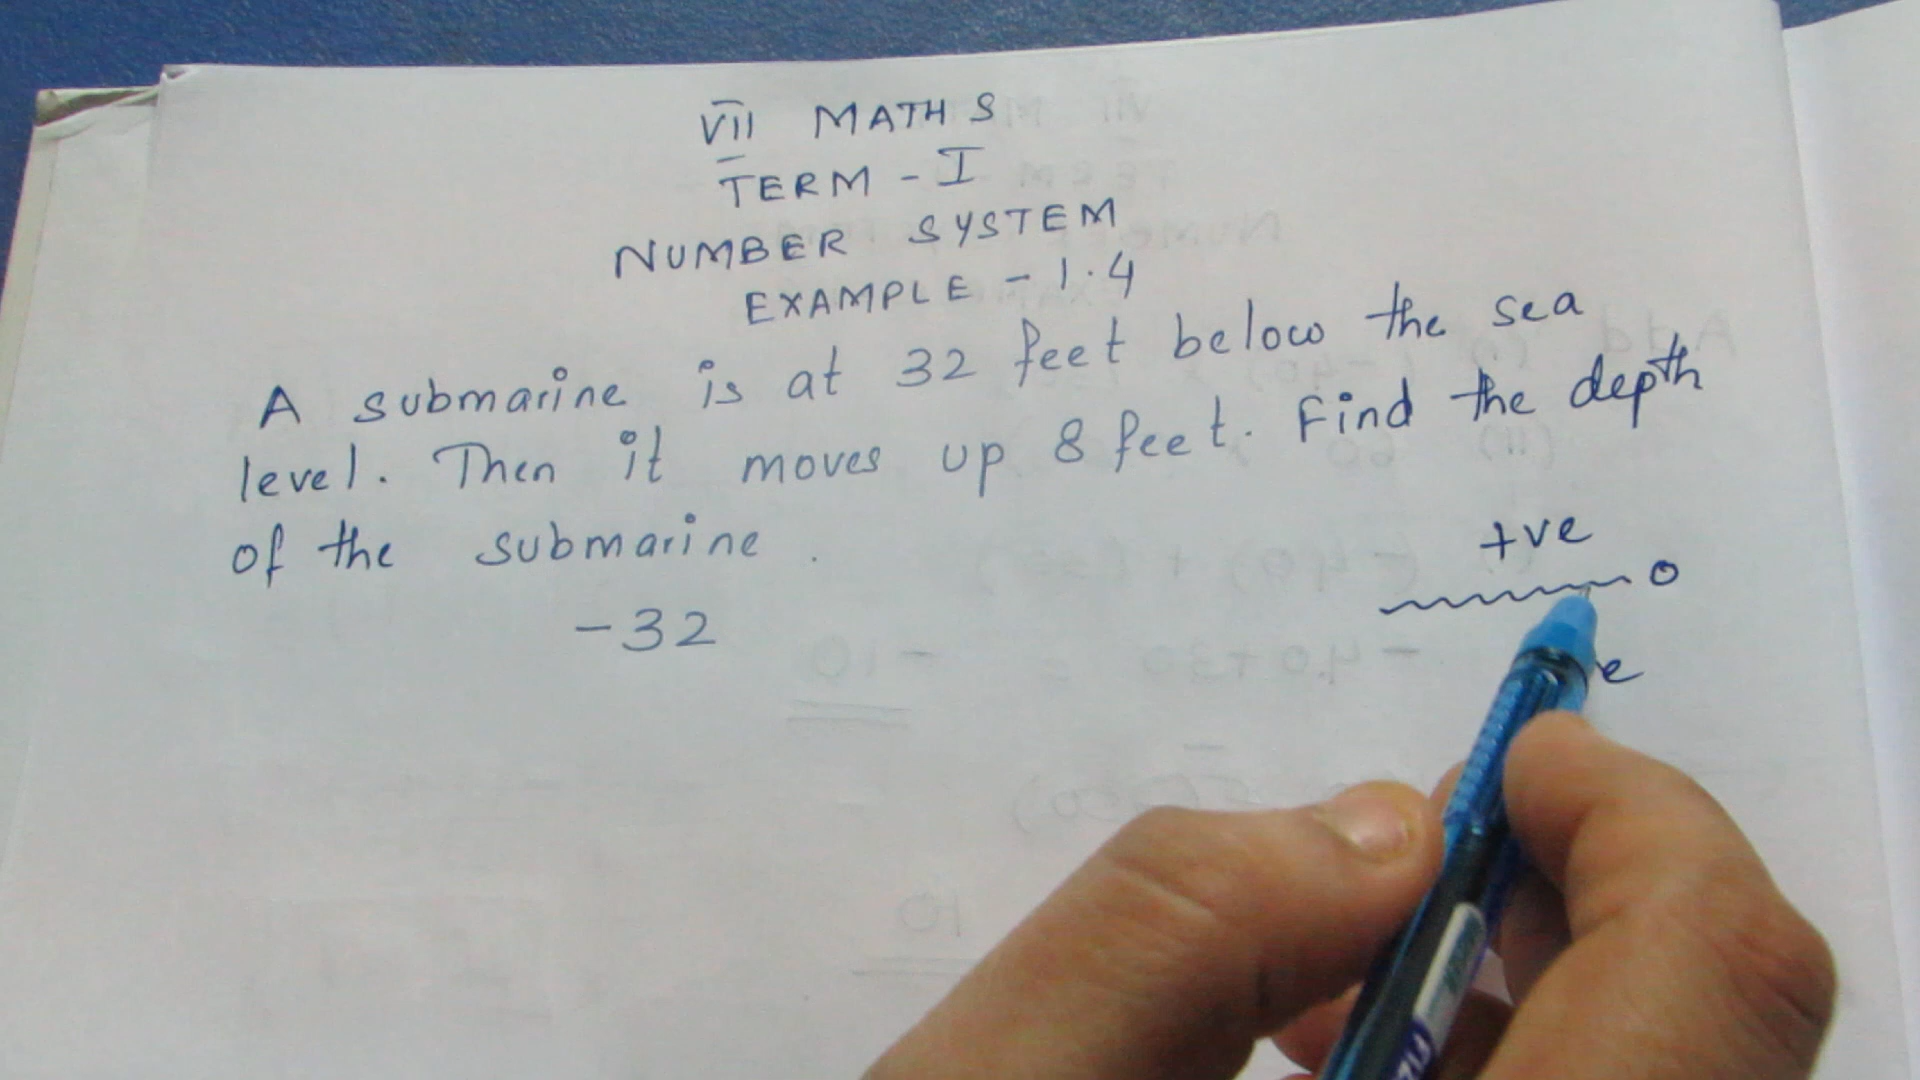 VII MATHS
TERM - I
NUMBER SYSTEM
EXAMPLE - 1.4
A submarine is at 32 feet below the sea
level. Then it moves up 8 feet. Find the depth
of the submarine.
+ve
0
-32
e